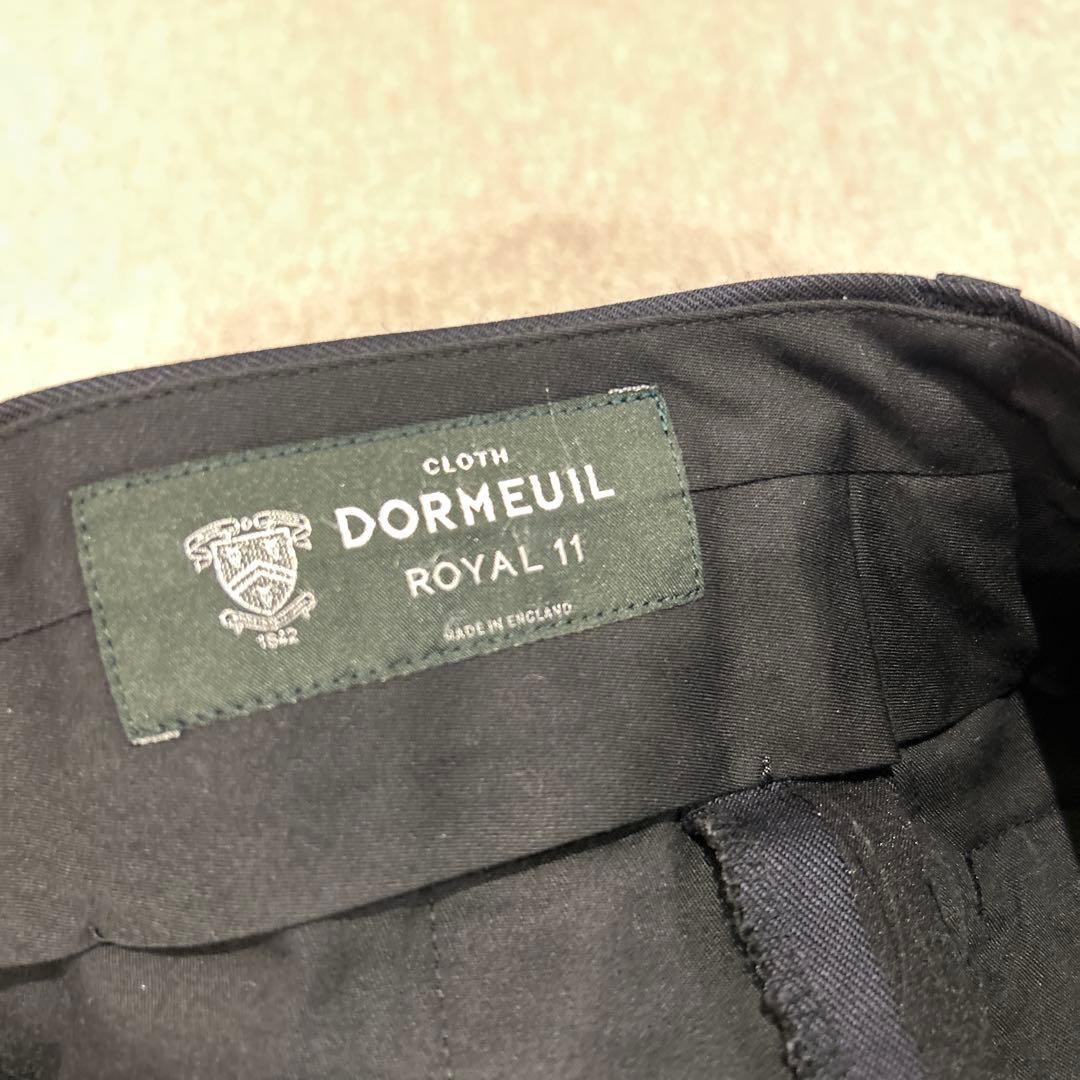 CLOTH
DORMEUIL
ROYAL 11
MADE IN ENGLAND
1842